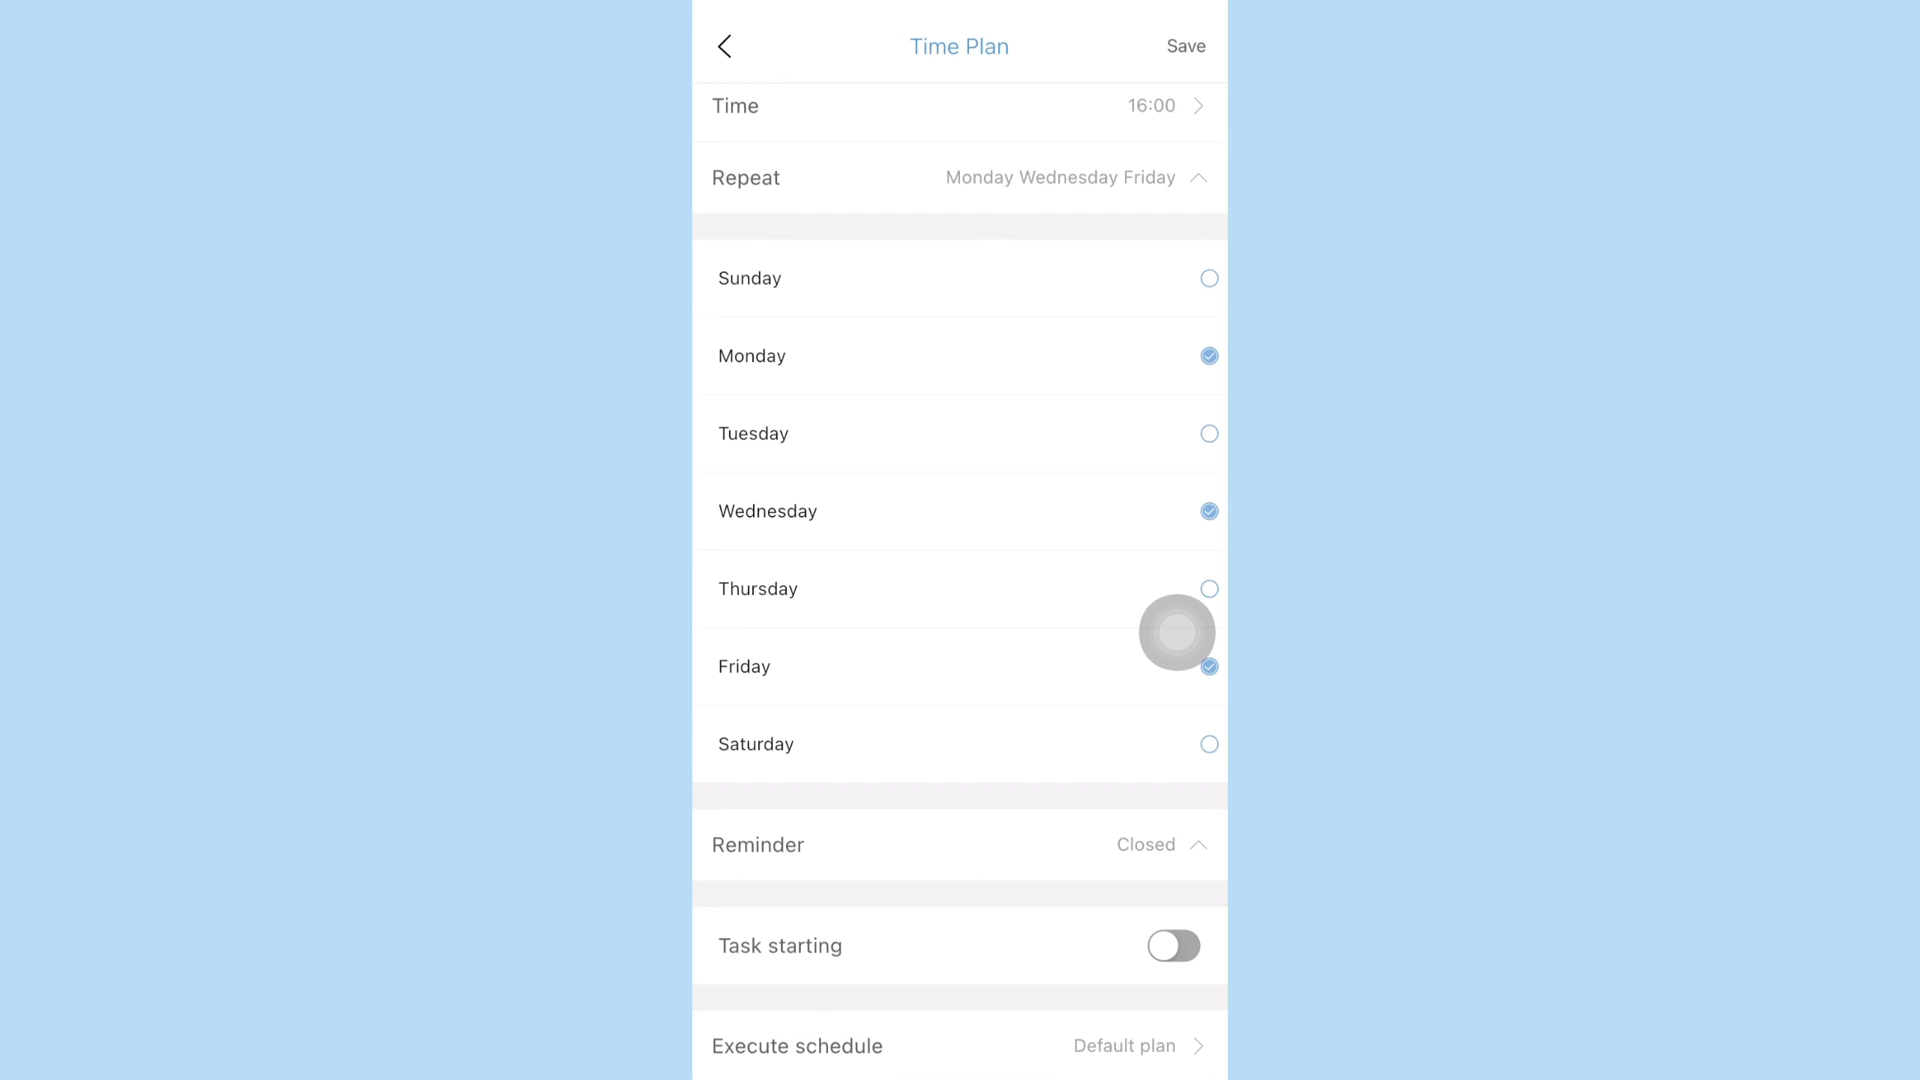 Time Plan Save
Time 16:00
Repeat Monday Wednesday Friday
Sunday
Monday
Tuesday
Wednesday
Thursday
Friday
Saturday
Reminder Closed
Task starting
Execute schedule Default plan